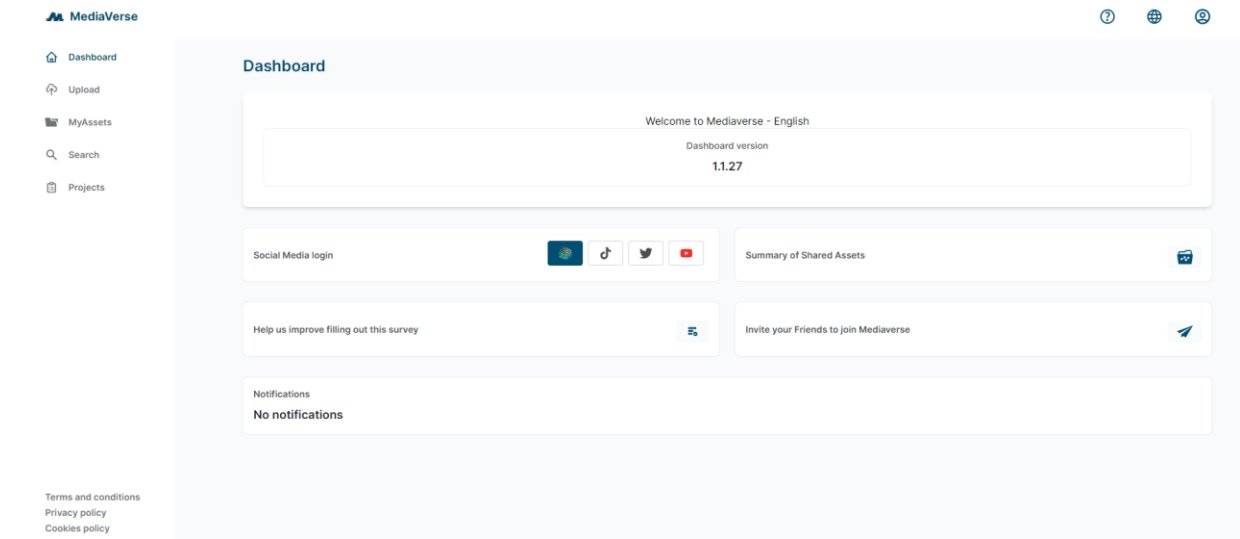 MediaVerse
Dashboard
Upload
MyAssets
Search
Projects
Dashboard
Welcome to Mediaverse - English
Dashboard version
1.1.27
Social Media login
Summary of Shared Assets
Help us improve filling out this survey
Invite your Friends to join Mediaverse
Notifications
No notifications
Terms and conditions
Privacy policy
Cookies policy